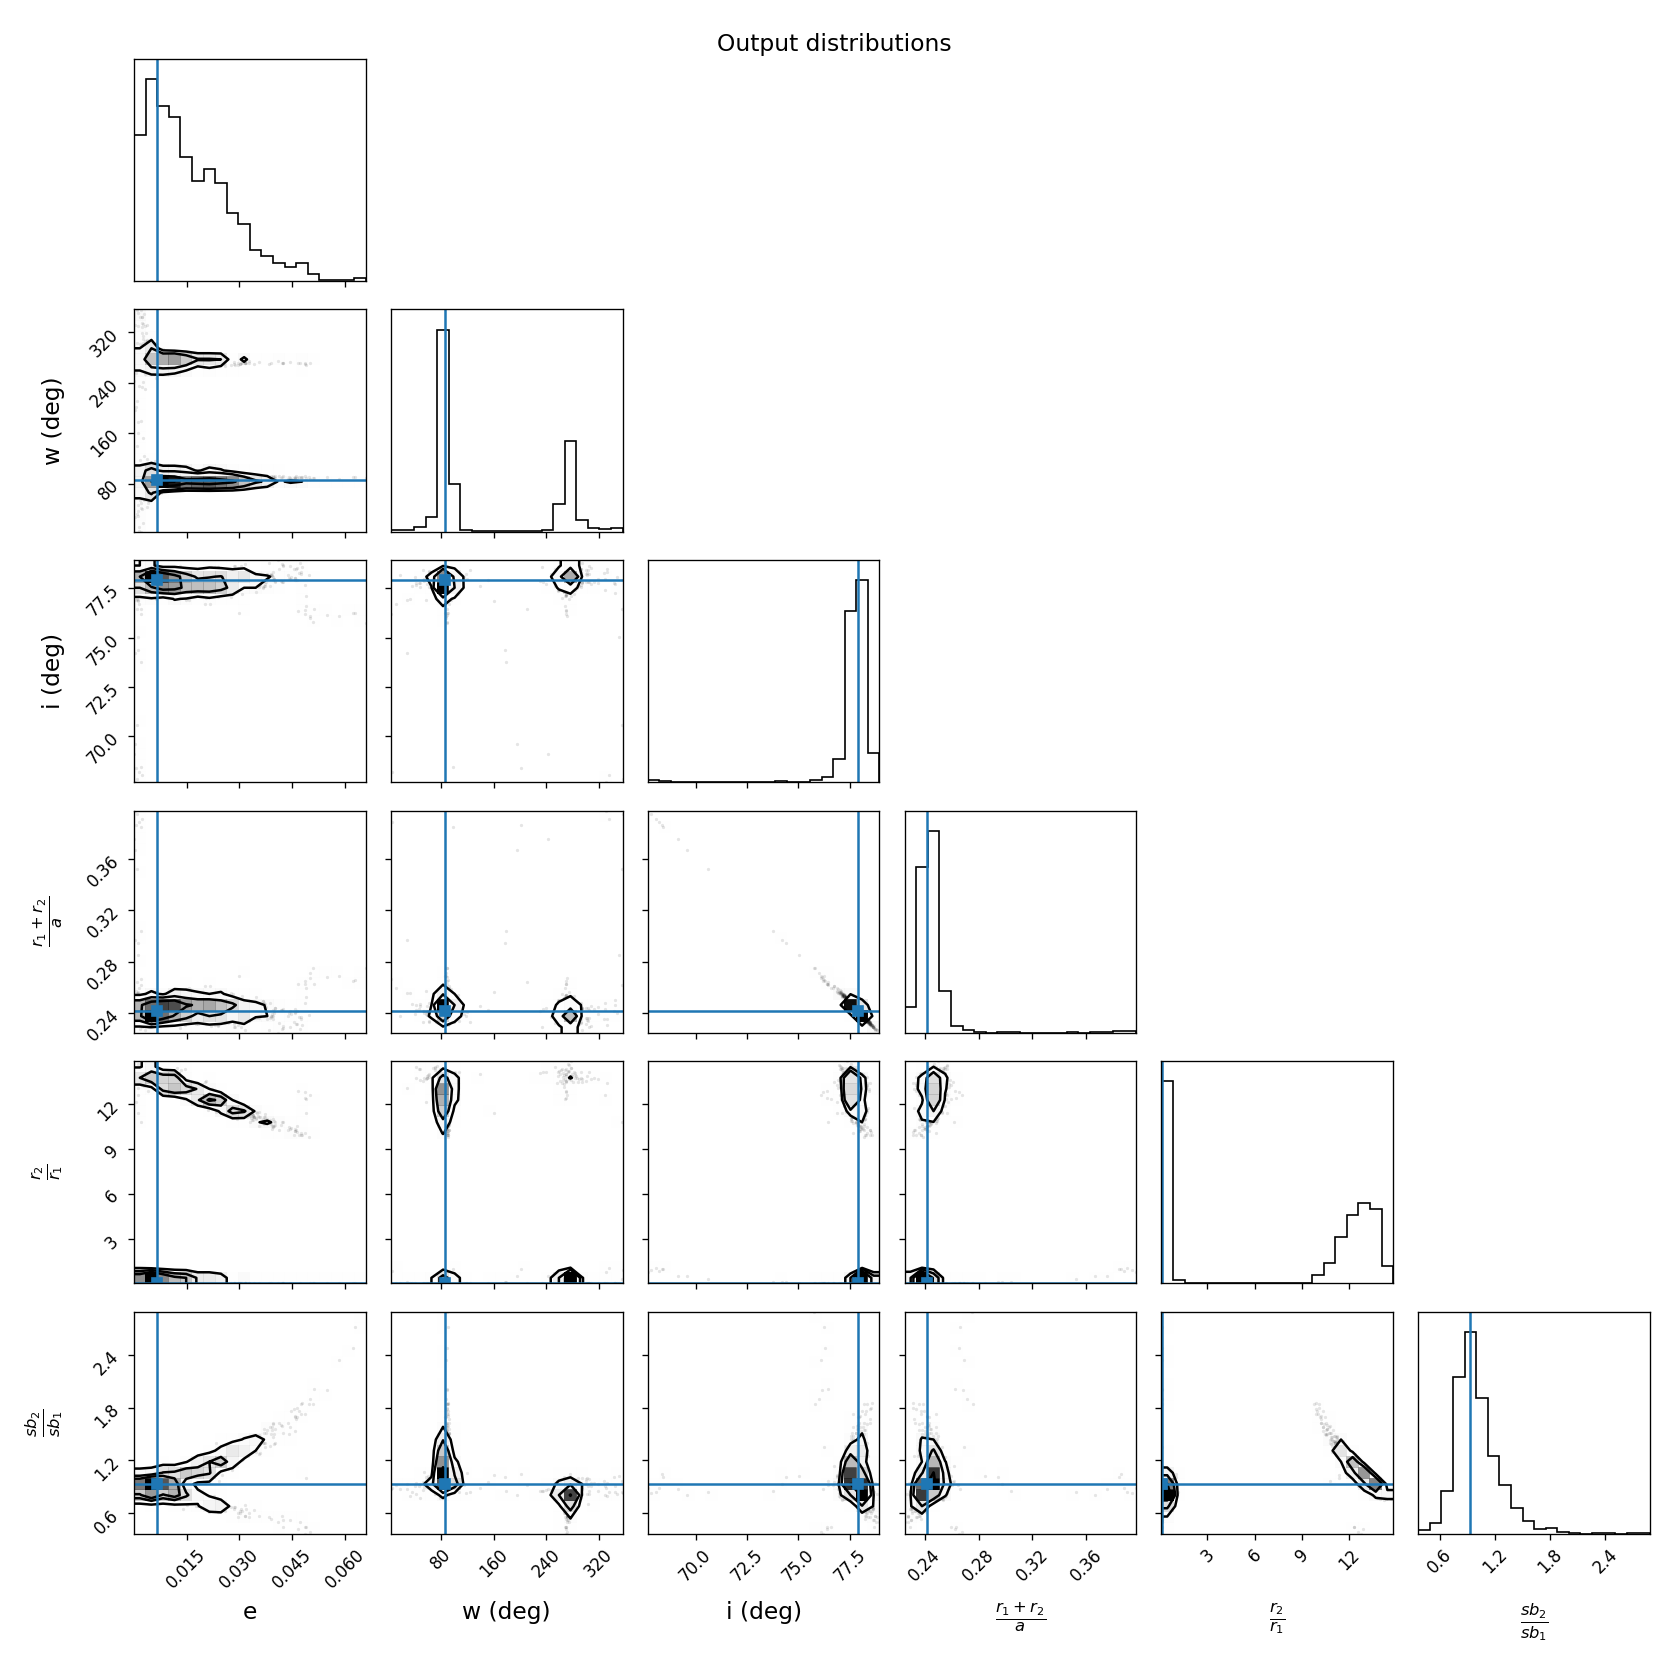 Output distributions
w (deg)
320
240
160
80
i (deg)
77.5
75.0
72.5
70.0
r1 + r2
a
0.36
0.32
0.28
0.24
r2
r1
12
9
6
3
sb2
sb1
2.4
1.8
1.2
0.6
0.015 0.030 0.045 0.060 80 160 240 320 70.0 72.5 75.0 77.5 0.24 0.28 0.32 0.36 3 6 9 12 0.6 1.2 1.8 2.4
e w (deg) i (deg)
r1 + r2
a
r2
r1
sb2
sb1